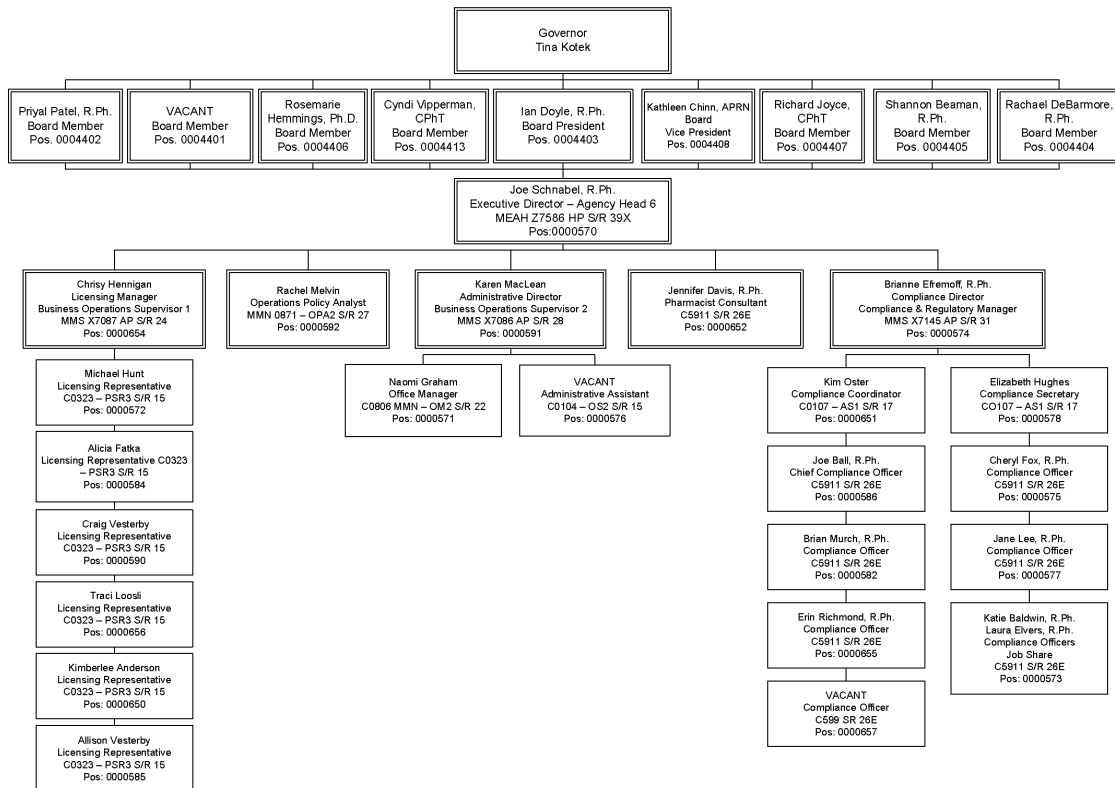 Governor
Tina Kotek
Priyal Patel, R.Ph.
Board Member
Pos. 0004402
VACANT
Board Member
Pos. 0004401
Rosemarie
Hemmings, Ph.D.
Board Member
Pos. 0004406
Cyndi Vipperman,
CPhT
Board Member
Pos. 0004413
Ian Doyle, R.Ph.
Board President
Pos. 0004403
Kathleen Chinn, APRN
Board
Vice President
Pos. 0004408
Richard Joyce,
CPhT
Board Member
Pos. 0004407
Shannon Beaman,
R.Ph.
Board Member
Pos. 0004405
Rachael DeBarmore,
R.Ph.
Board Member
Pos. 0004404
Joe Schnabel, R.Ph.
Executive Director – Agency Head 6
MEAH Z7586 HP S/R 39X
Pos:0000570
Chrisy Hennigan
Licensing Manager
Business Operations Supervisor 1
MMS X7087 AP S/R 24
Pos: 0000654
Rachel Melvin
Operations Policy Analyst
MMN 0871 – OPA2 S/R 27
Pos: 0000592
Karen MacLean
Administrative Director
Business Operations Supervisor 2
MMS X7086 AP S/R 28
Pos: 0000591
Jennifer Davis, R.Ph.
Pharmacist Consultant
C5911 S/R 26E
Pos: 0000652
Brianne Efremoff, R.Ph.
Compliance Director
Compliance & Regulatory Manager
MMS X7145 AP S/R 31
Pos: 0000574
Michael Hunt
Licensing Representative
C0323 – PSR3 S/R 15
Pos: 0000572
Alicia Fatka
Licensing Representative C0323
– PSR3 S/R 15
Pos: 0000584
Craig Vesterby
Licensing Representative
C0323 – PSR3 S/R 15
Pos: 0000590
Traci Loosli
Licensing Representative
C0323 – PSR3 S/R 15
Pos: 0000656
Kimberlee Anderson
Licensing Representative
C0323 – PSR3 S/R 15
Pos: 0000650
Allison Vesterby
Licensing Representative
C0323 – PSR3 S/R 15
Pos: 0000585
Naomi Graham
Office Manager
C0806 MMN – OM2 S/R 22
Pos: 0000571
VACANT
Administrative Assistant
C0104 – OS2 S/R 15
Pos: 0000576
Kim Oster
Compliance Coordinator
C0107 – AS1 S/R 17
Pos: 0000651
Joe Ball, R.Ph.
Chief Compliance Officer
C5911 S/R 26E
Pos: 0000586
Brian Murch, R.Ph.
Compliance Officer
C5911 S/R 26E
Pos: 0000582
Erin Richmond, R.Ph.
Compliance Officer
C5911 S/R 26E
Pos: 0000655
VACANT
Compliance Officer
C599 SR 26E
Pos: 0000657
Elizabeth Hughes
Compliance Secretary
CO107 – AS1 S/R 17
Pos: 0000578
Cheryl Fox, R.Ph.
Compliance Officer
C5911 S/R 26E
Pos: 0000575
Jane Lee, R.Ph.
Compliance Officer
C5911 S/R 26E
Pos: 0000577
Katie Baldwin, R.Ph.
Laura Elvers, R.Ph.
Compliance Officers
Job Share
C5911 S/R 26E
Pos: 0000573